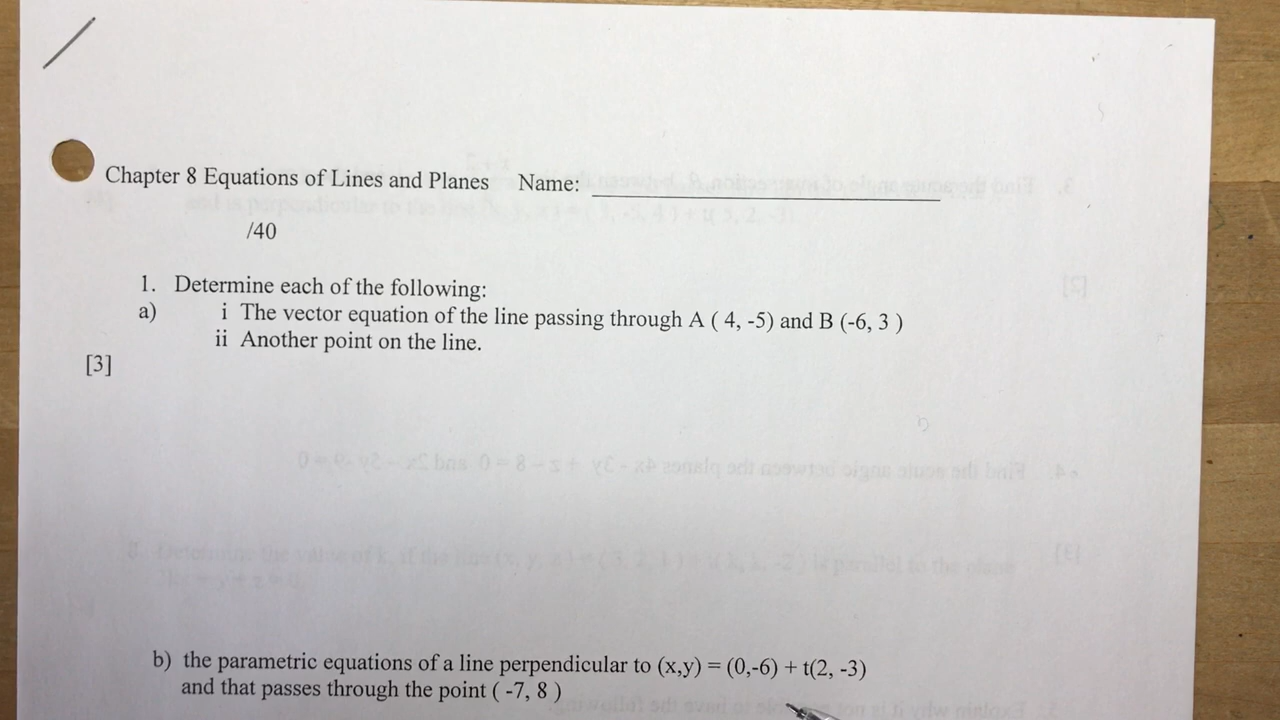 Chapter 8 Equations of Lines and Planes Name: ____________________
/40
1. Determine each of the following:
a) i The vector equation of the line passing through A ( 4, -5) and B (-6, 3 )
ii Another point on the line.
[3]
b) the parametric equations of a line perpendicular to (x,y) = (0,-6) + t(2, -3)
and that passes through the point ( -7, 8 )